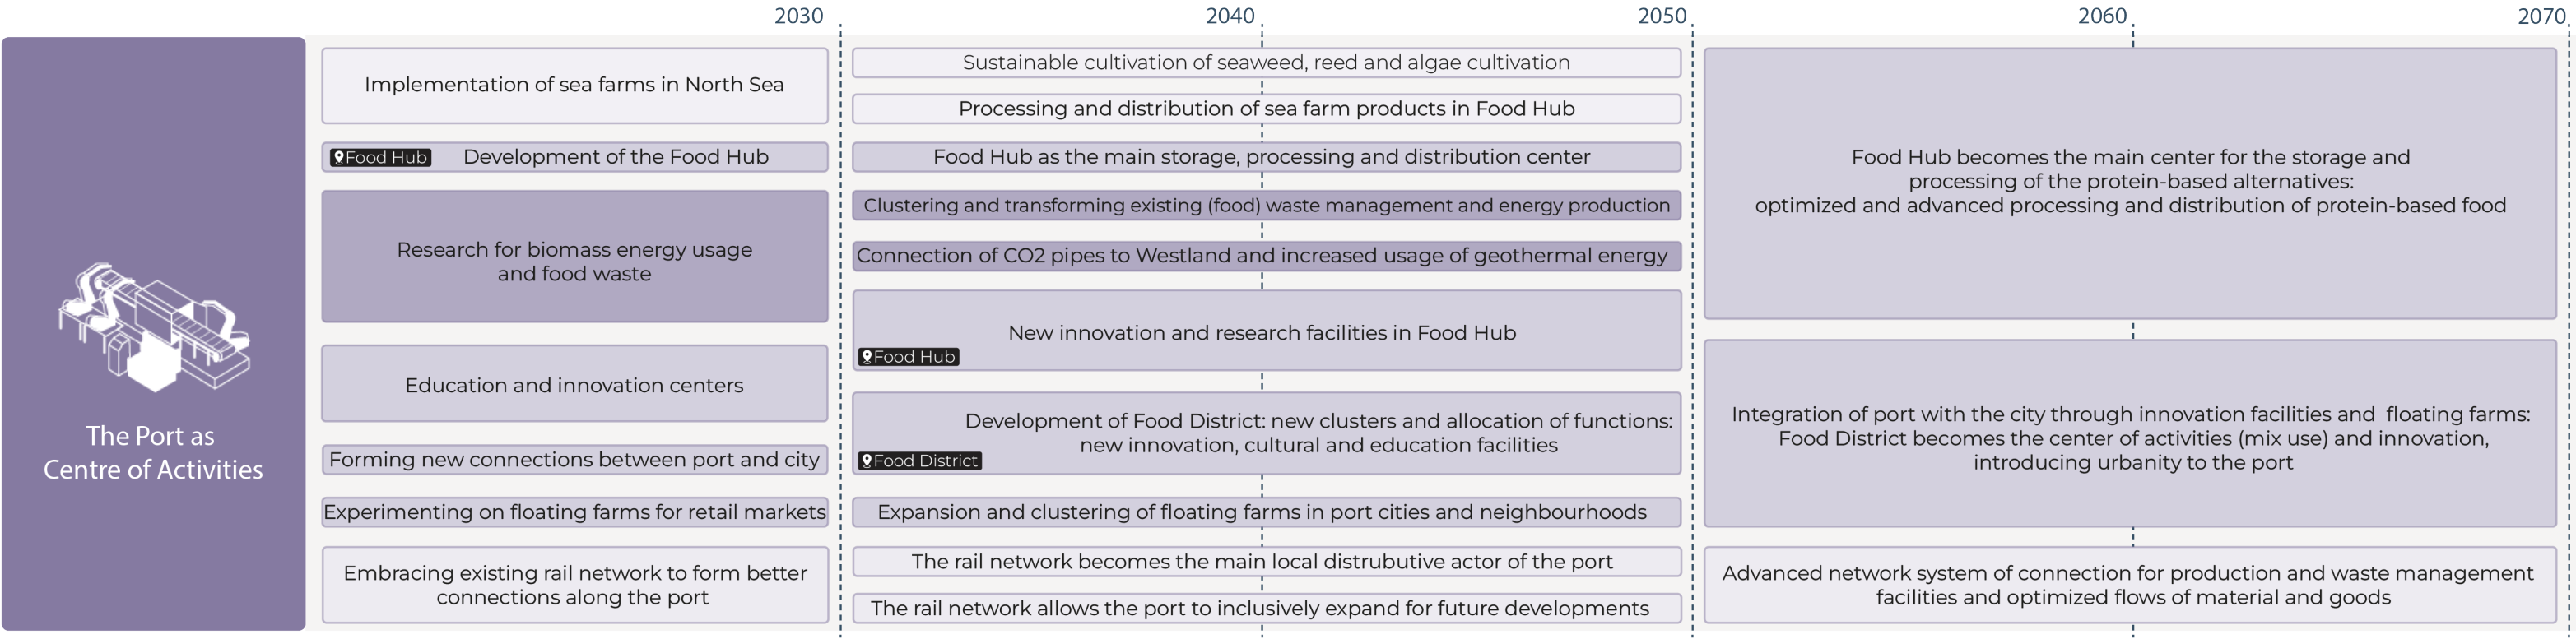 2030
2040
2050
2060
2070
The Port as
Centre of Activities
Implementation of sea farms in North Sea
Food Hub
Development of the Food Hub
Research for biomass energy usage
and food waste
Education and innovation centers
Forming new connections between port and city
Experimenting on floating farms for retail markets
Embracing existing rail network to form better
connections along the port
Sustainable cultivation of seaweed, reed and algae cultivation
Processing and distribution of sea farm products in Food Hub
Food Hub as the main storage, processing and distribution center
Clustering and transforming existing (food) waste management and energy production
Connection of CO2 pipes to Westland and increased usage of geothermal energy
New innovation and research facilities in Food Hub
Food Hub
Development of Food District: new clusters and allocation of functions:
new innovation, cultural and education facilities
Food District
Expansion and clustering of floating farms in port cities and neighbourhoods
The rail network becomes the main local distrubutive actor of the port
The rail network allows the port to inclusively expand for future developments
Food Hub becomes the main center for the storage and
processing of the protein-based alternatives:
optimized and advanced processing and distribution of protein-based food
Integration of port with the city through innovation facilities and floating farms:
Food District becomes the center of activities (mix use) and innovation,
introducing urbanity to the port
Advanced network system of connection for production and waste management
facilities and optimized flows of material and goods